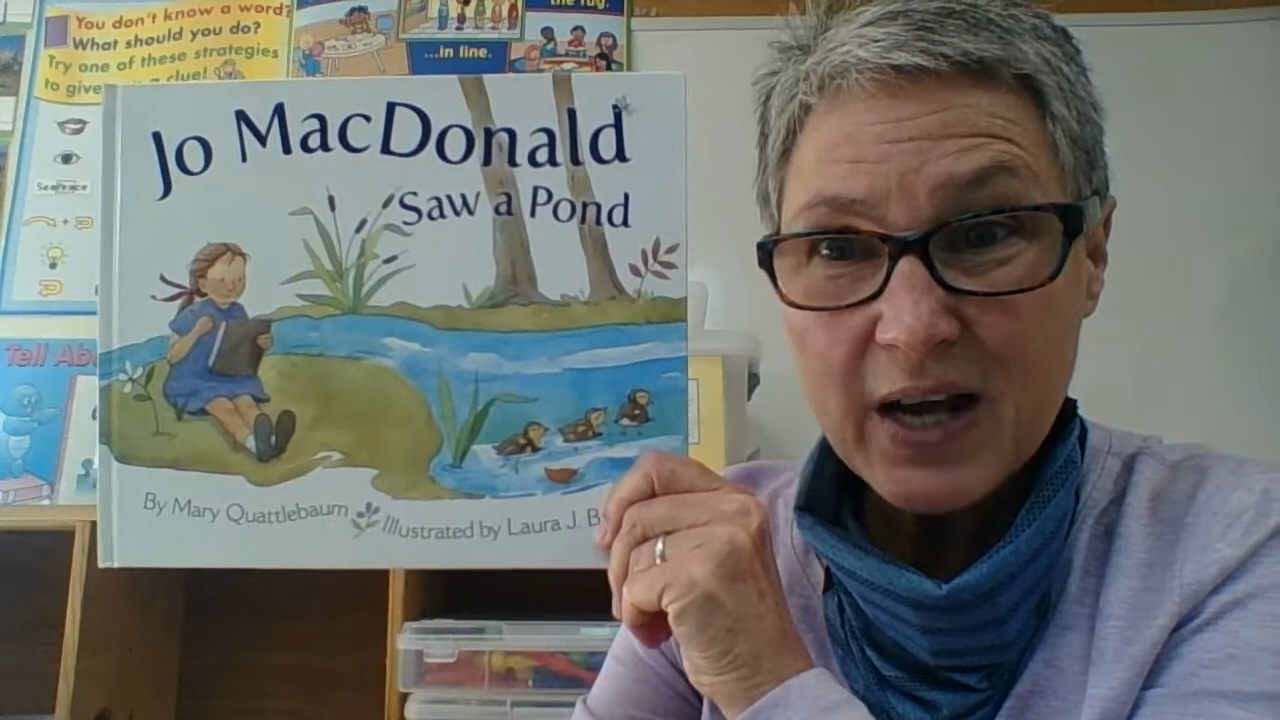 You don't know a word?
What should you do?
Try one of these strategies
to give a clue!
...in line.
the rug.
Sentence
Tell
Jo MacDonald
Saw a Pond
By Mary Quattlebaum
Illustrated by Laura J.